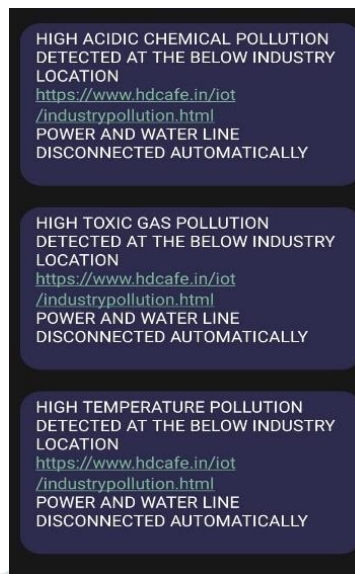 HIGH ACIDIC CHEMICAL POLLUTION
DETECTED AT THE BELOW INDUSTRY
LOCATION
https://www.hdcafe.in/iot
/industrypollution.html
POWER AND WATER LINE
DISCONNECTED AUTOMATICALLY
HIGH TOXIC GAS POLLUTION
DETECTED AT THE BELOW INDUSTRY
LOCATION
https://www.hdcafe.in/iot
/industrypollution.html
POWER AND WATER LINE
DISCONNECTED AUTOMATICALLY
HIGH TEMPERATURE POLLUTION
DETECTED AT THE BELOW INDUSTRY
LOCATION
https://www.hdcafe.in/iot
/industrypollution.html
POWER AND WATER LINE
DISCONNECTED AUTOMATICALLY